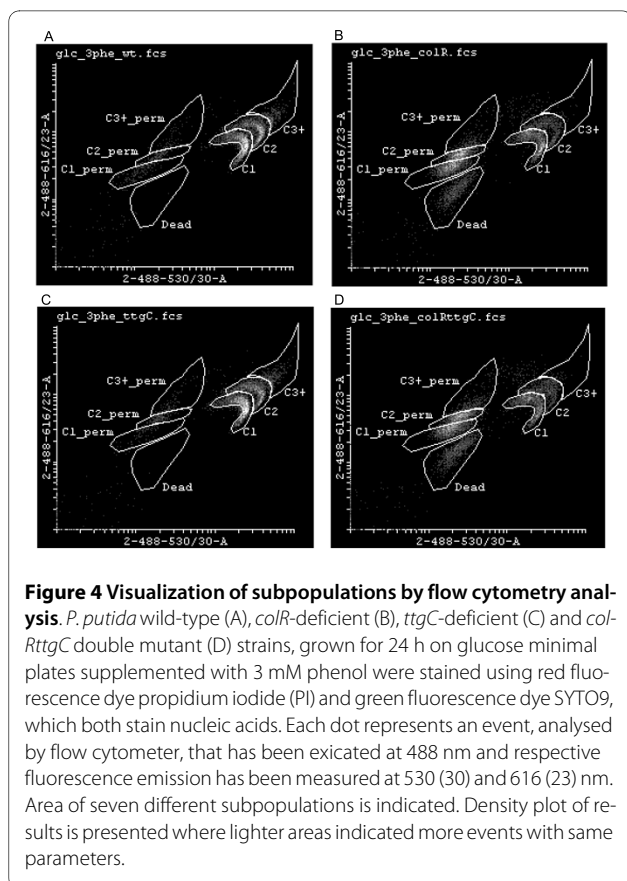 A
glc_3phe_wt.fcs
2-488-616/23-A
C3+_perm
C2_perm
C1_perm
C3+
C2
C1
Dead
2-488-530/30-A
B
glc_3phe_colR.fcs
2-488-616/23-A
C3+_perm
C2_perm
C1_perm
C3+
C2
C1
Dead
2-488-530/30-A
C
glc_3phe_ttgC.fcs
2-488-616/23-A
C3+_perm
C2_perm
C1_perm
C3+
C2
C1
Dead
2-488-530/30-A
D
glc_3phe_colRttgC.fcs
2-488-616/23-A
C3+_perm
C2_perm
C1_perm
C3+
C2
C1
Dead
2-488-530/30-A
Figure 4 Visualization of subpopulations by flow cytometry anal-
ysis. P. putida wild-type (A), colR-deficient (B), ttgC-deficient (C) and col-
RttgC double mutant (D) strains, grown for 24 h on glucose minimal
plates supplemented with 3 mM phenol were stained using red fluo-
rescence dye propidium iodide (PI) and green fluorescence dye SYTO9,
which both stain nucleic acids. Each dot represents an event, analysed
by flow cytometer, that has been exicated at 488 nm and respective
fluorescence emission has been measured at 530 (30) and 616 (23) nm.
Area of seven different subpopulations is indicated. Density plot of re-
sults is presented where lighter areas indicated more events with same
parameters.